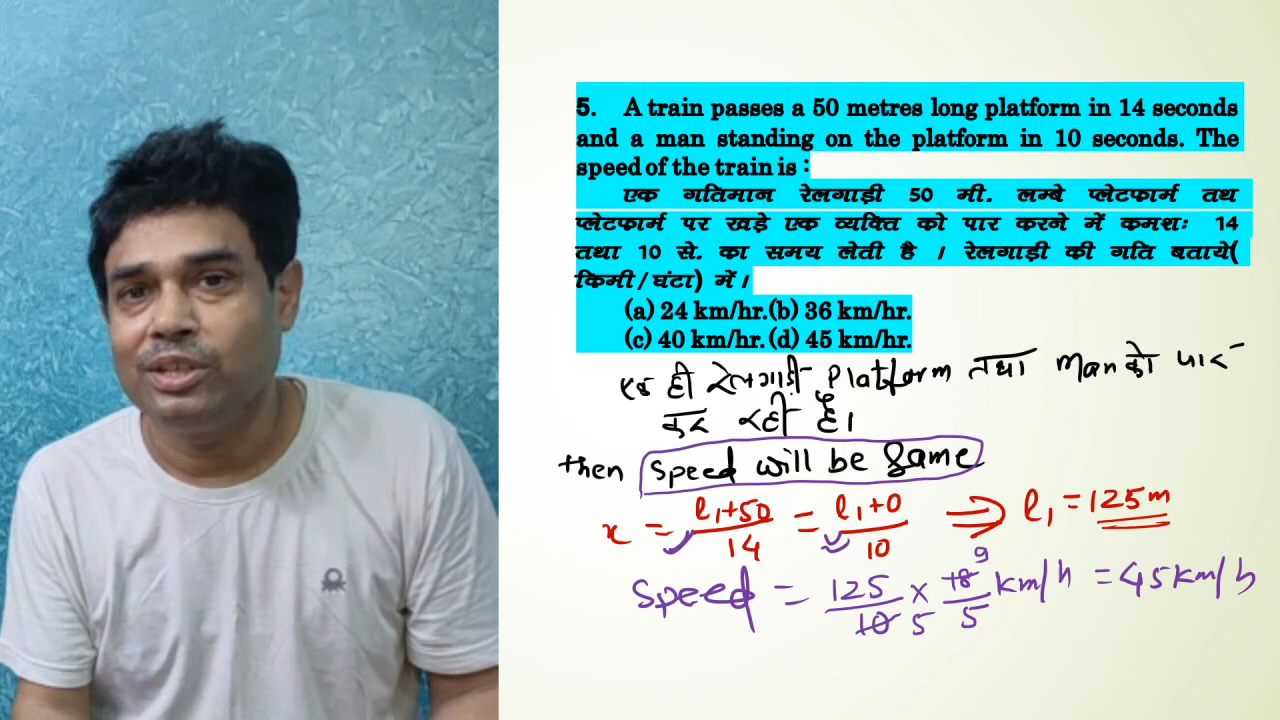 5. A train passes a 50 metres long platform in 14 seconds
and a man standing on the platform in 10 seconds. The
speed of the train is :
एक गतिमान रेलगाड़ी 50 मी. लम्बे प्लेटफार्म तथ
प्लेटफार्म पर खड़े एक व्यक्ति को पार करने में कमशः 14
तथा 10 से. का समय लेती है । रेलगाड़ी की गति बताये(
किमी/घंटा) में।
(a) 24 km/hr.(b) 36 km/hr.
(c) 40 km/hr.(d) 45 km/hr.
एक ही रेलगाड़ी Platform तथा Man को पार
कर रही है।
then Speed will be Same
x = l₁+50/14 = l₁+0/10 ⇒ l₁ = 125m
Speed = 125/10 5 × 18 9/5 km/h = 45km/h